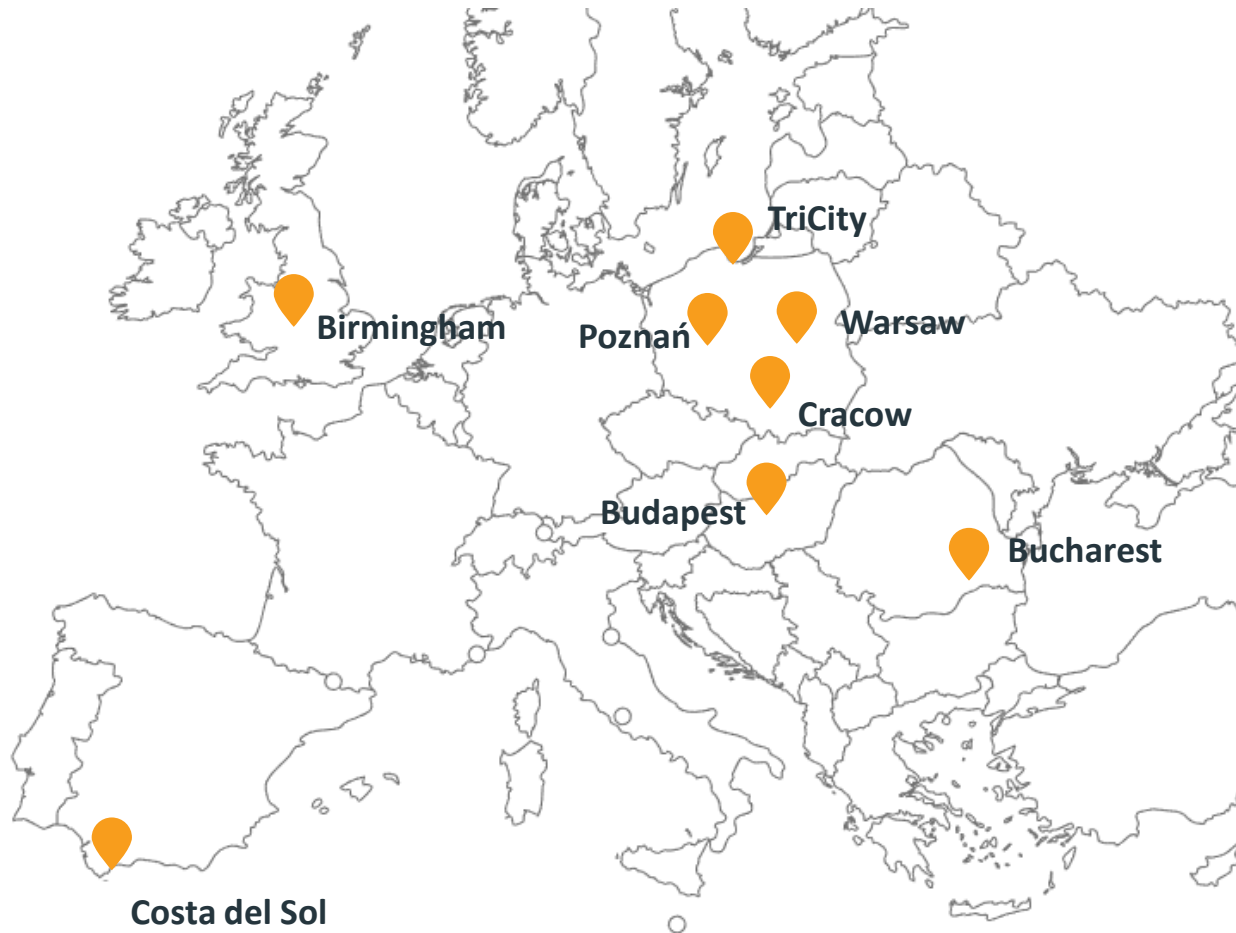 TriCity
Birmingham
Poznań
Warsaw
Cracow
Budapest
Bucharest
Costa del Sol